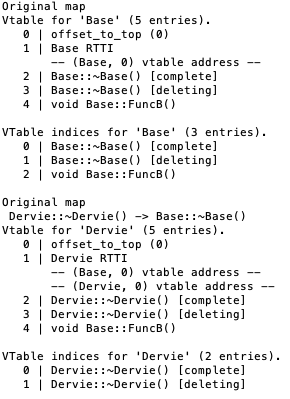 Original map
Vtable for 'Base' (5 entries).
0 | offset_to_top (0)
1 | Base RTTI
-- (Base, 0) vtable address --
2 | Base::~Base() [complete]
3 | Base::~Base() [deleting]
4 | void Base::FuncB()
VTable indices for 'Base' (3 entries).
0 | Base::~Base() [complete]
1 | Base::~Base() [deleting]
2 | void Base::FuncB()
Original map
Dervie::~Dervie() -> Base::~Base()
Vtable for 'Dervie' (5 entries).
0 | offset_to_top (0)
1 | Dervie RTTI
-- (Base, 0) vtable address --
-- (Dervie, 0) vtable address --
2 | Dervie::~Dervie() [complete]
3 | Dervie::~Dervie() [deleting]
4 | void Base::FuncB()
VTable indices for 'Dervie' (2 entries).
0 | Dervie::~Dervie() [complete]
1 | Dervie::~Dervie() [deleting]